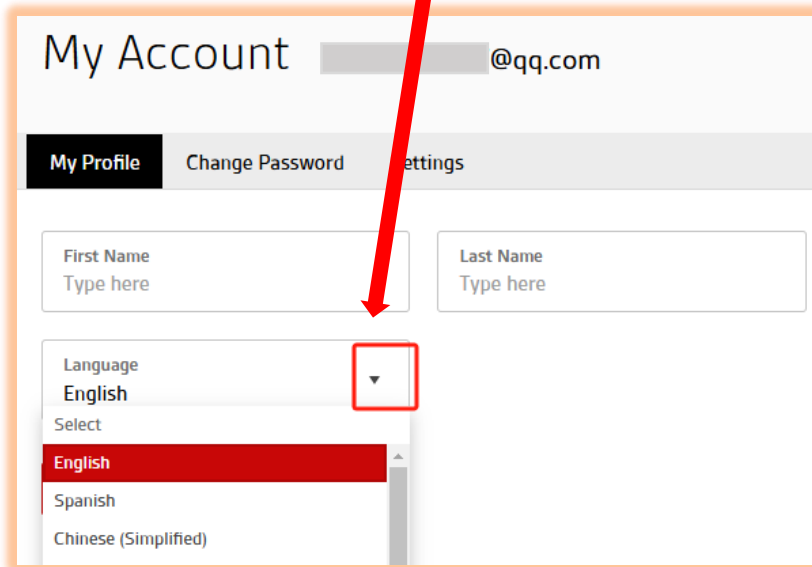 My Account @qq.com
My Profile Change Password ettings
First Name Last Name
Type here Type here
Language
English
Select
English
Spanish
Chinese (Simplified)